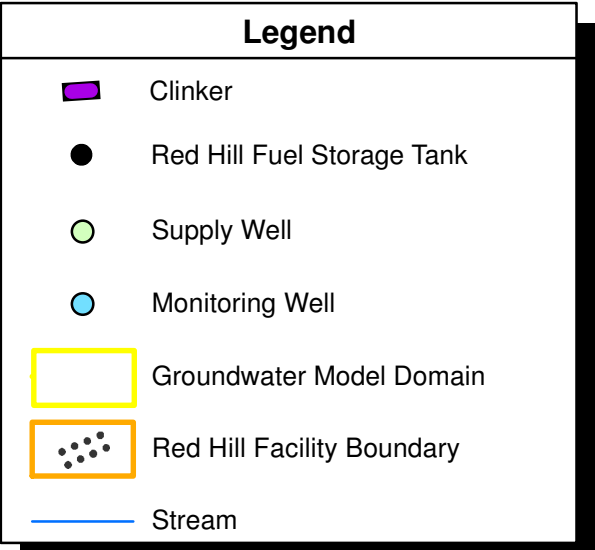 Legend
Clinker
Red Hill Fuel Storage Tank
Supply Well
Monitoring Well
Groundwater Model Domain
Red Hill Facility Boundary
Stream